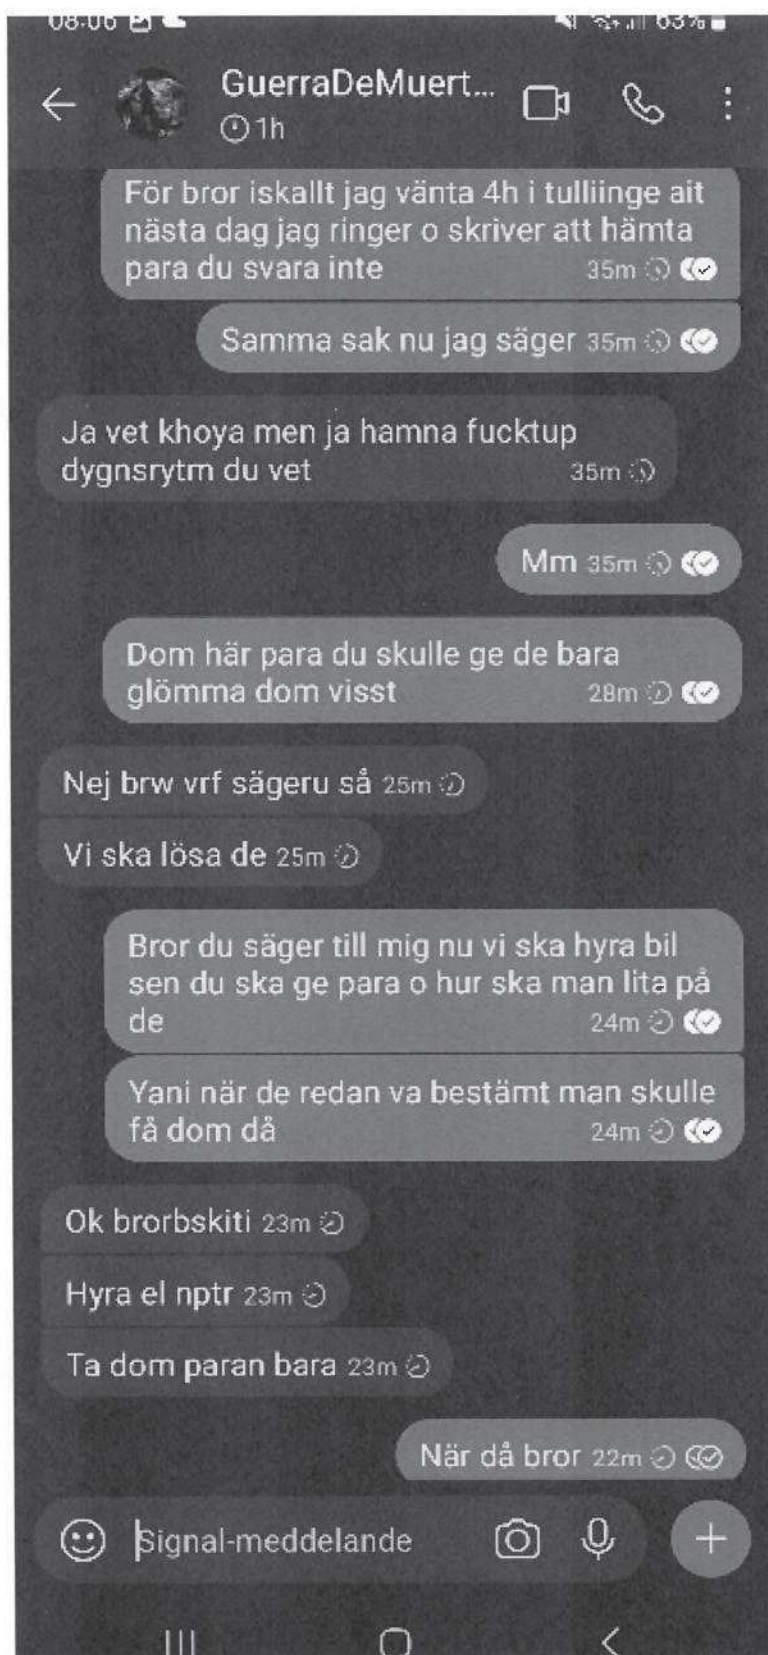 08:06 63%
GuerraDeMuert...
1h
För bror iskallt jag vänta 4h i tulliinge ait
nästa dag jag ringer o skriver att hämta
para du svara inte 35m
Samma sak nu jag säger 35m
Ja vet khoya men ja hamna fucktup
dygnsrytm du vet 35m
Mm 35m
Dom här para du skulle ge de bara
glömma dom visst 28m
Nej brw vrf sägeru så 25m
Vi ska lösa de 25m
Bror du säger till mig nu vi ska hyra bil
sen du ska ge para o hur ska man lita på
de 24m
Yani när de redan va bestämt man skulle
få dom då 24m
Ok brorbskiti 23m
Hyra el nptr 23m
Ta dom paran bara 23m
När då bror 22m
Signal-meddelande